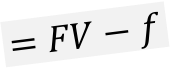 = FV − f